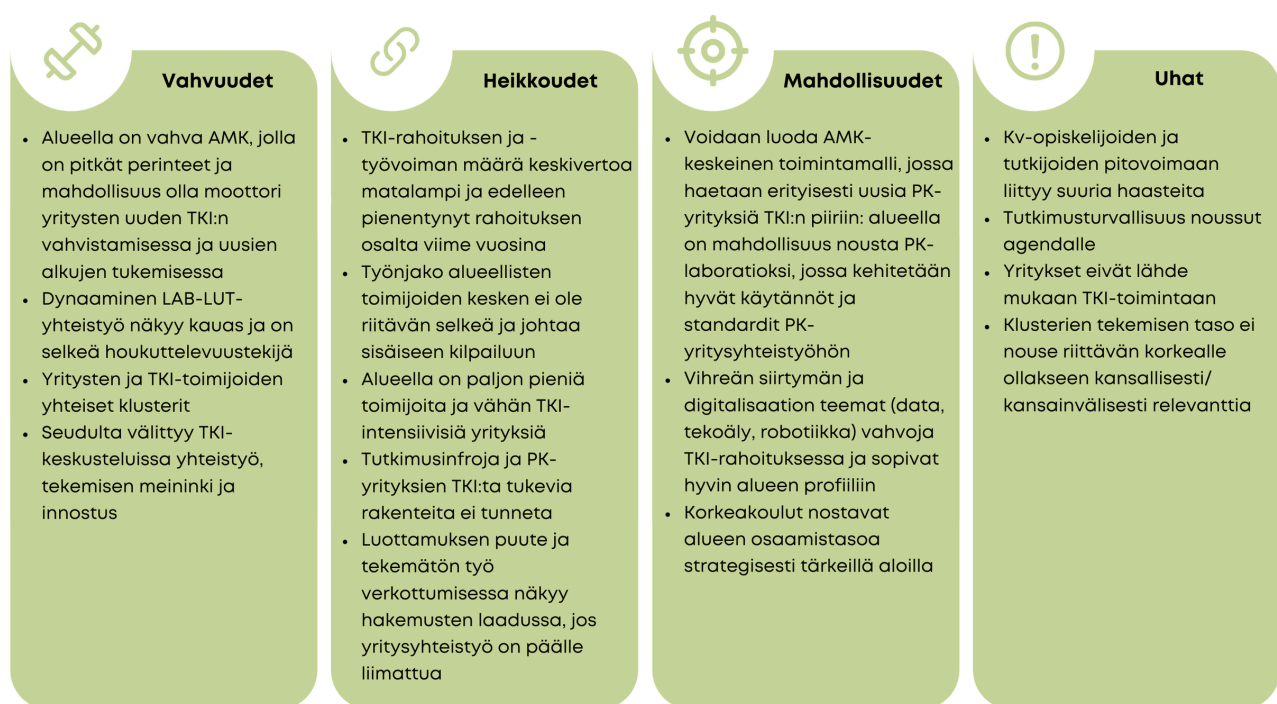 Vahvuudet
• Alueella on vahva AMK, jolla
on pitkät perinteet ja
mahdollisuus olla moottori
yritysten uuden TKI:n
vahvistamisessa ja uusien
alkujen tukemisessa
• Dynaaminen LAB-LUT-
yhteistyö näkyy kauas ja on
selkeä houkuttelevuustekijä
• Yritysten ja TKI-toimijoiden
yhteiset klusterit
• Seudulta välittyy TKI-
keskusteluissa yhteistyö,
tekemisen meininki ja
innostus
Heikkoudet
• TKI-rahoituksen ja -
työvoiman määrä keskivertoa
matalampi ja edelleen
pienentynyt rahoituksen
osalta viime vuosina
• Työnjako alueellisten
toimijoiden kesken ei ole
riitävän selkeä ja johtaa
sisäiseen kilpailuun
• Alueella on paljon pieniä
toimijoita ja vähän TKI-
intensiivisiä yrityksiä
• Tutkimusinfroja ja PK-
yrityksien TKI:ta tukevia
rakenteita ei tunneta
• Luottamuksen puute ja
tekemätön työ
verkottumisessa näkyy
hakemusten laadussa, jos
yritysyhteistyö on päälle
liimattua
Mahdollisuudet
• Voidaan luoda AMK-
keskeinen toimintamalli, jossa
haetaan erityisesti uusia PK-
yrityksiä TKI:n piiriin: alueella
on mahdollisuus nousta PK-
laboratioksi, jossa kehitetään
hyvät käytännöt ja
standardit PK-
yritysyhteistyöhön
• Vihreän siirtymän ja
digitalisaation teemat (data,
tekoäly, robotiikka) vahvoja
TKI-rahoituksessa ja sopivat
hyvin alueen profiiliin
• Korkeakoulut nostavat
alueen osaamistasoa
strategisesti tärkeillä aloilla
Uhat
• Kv-opiskelijoiden ja
tutkijoiden pitovoimaan
liittyy suuria haasteita
• Tutkimusturvallisuus noussut
agendalle
• Yritykset eivät lähde
mukaan TKI-toimintaan
• Klusterien tekemisen taso ei
nouse riittävän korkealle
ollakseen kansallisesti/
kansainvälisesti relevanttia